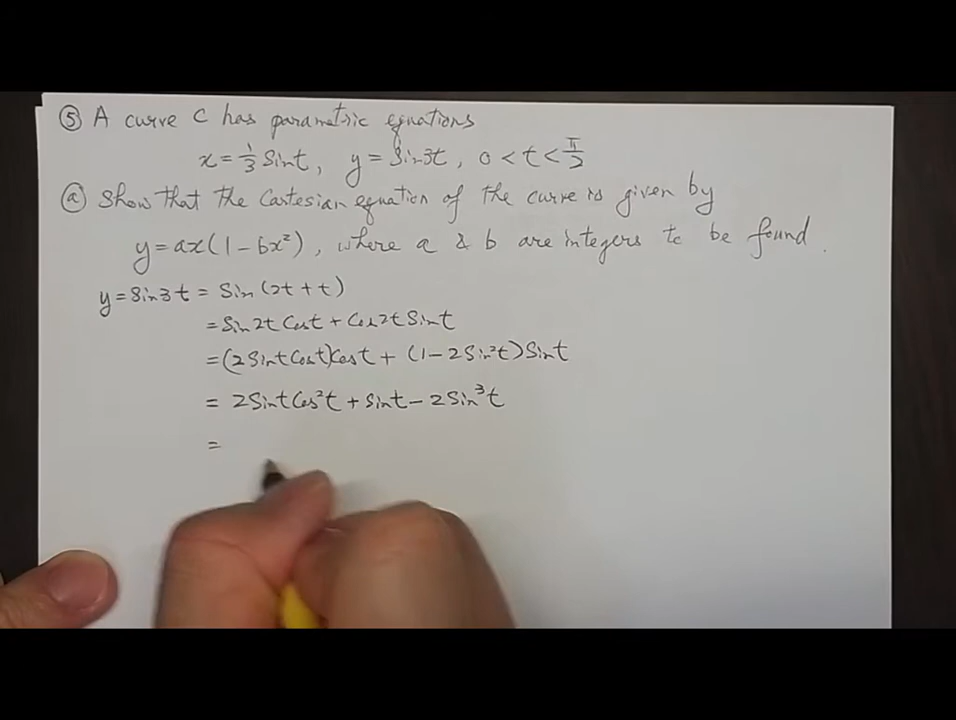 ⑤ A curve C has parametric equations
x = 1/3 Sint, y = Sin3t, 0 < t < π/2
ⓐ Show that the Cartesian equation of the curve is given by
y = ax(1 - bx²), where a & b are integers to be found.
y = Sin3t = Sin(2t + t)
= Sin2t Cost + Cos2t Sint
= (2Sint Cost)Cost + (1 - 2Sin²t)Sint
= 2Sint Cos²t + Sint - 2Sin³t
=